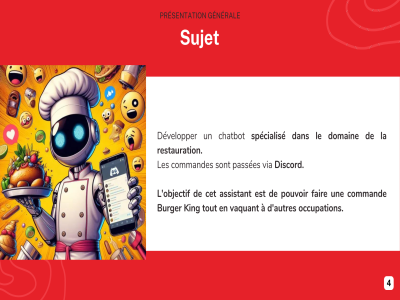 PRÉSENTATION GÉNÉRALE
Sujet
Développer un chatbot spécialisé dans le domaine de la
restauration.
Les commandes sont passées via Discord.
L'objectif de cet assistant est de pouvoir faire une commande
Burger King tout en vaquant à d'autres occupations.
4